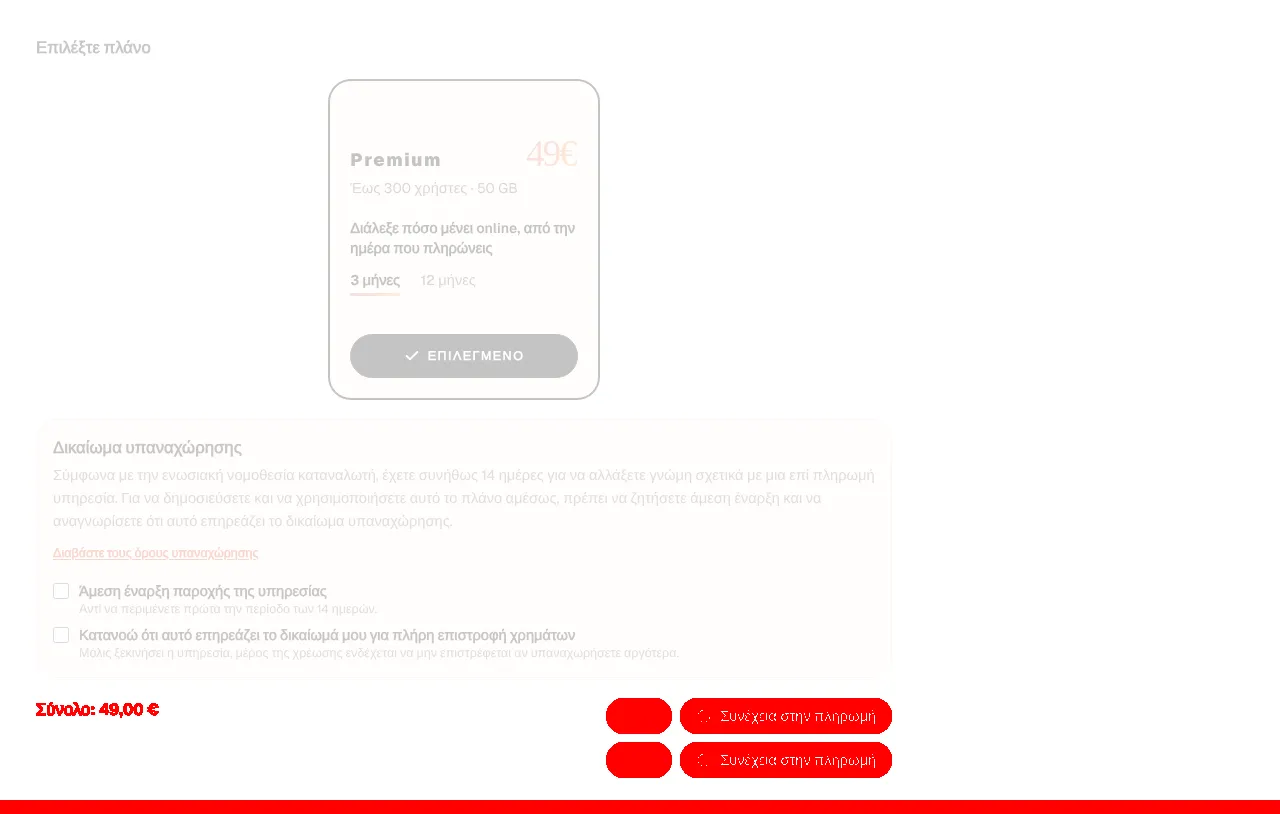 Επιλέξτε πλάνο
Premium 49€
Έως 300 χρήστες · 50 GB
Διάλεξε πόσο μένει online, από την
ημέρα που πληρώνεις
3 μήνες 12 μήνες
ΕΠΙΛΕΓΜΕΝΟ
Δικαίωμα υπαναχώρησης
Σύμφωνα με την ενωσιακή νομοθεσία καταναλωτή, έχετε συνήθως 14 ημέρες για να αλλάξετε γνώμη σχετικά με μια επί πληρωμή
υπηρεσία. Για να δημοσιεύσετε και να χρησιμοποιήσετε αυτό το πλάνο αμέσως, πρέπει να ζητήσετε άμεση έναρξη και να
αναγνωρίσετε ότι αυτό επηρεάζει το δικαίωμα υπαναχώρησης.
Διαβάστε τους όρους υπαναχώρησης
Άμεση έναρξη παροχής της υπηρεσίας
Αντί να περιμένετε πρώτα την περίοδο των 14 ημερών.
Κατανοώ ότι αυτό επηρεάζει το δικαίωμά μου για πλήρη επιστροφή χρημάτων
Μόλις ξεκινήσει η υπηρεσία, μέρος της χρέωσης ενδέχεται να μην επιστρέφεται αν υπαναχωρήσετε αργότερα.
Σύνολο: 49,00 €
Συνέχεια στην πληρωμή
Συνέχεια στην πληρωμή